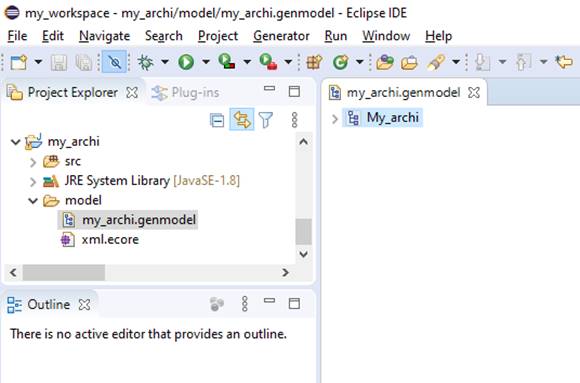 my_workspace - my_archi/model/my_archi.genmodel - Eclipse IDE
File Edit Navigate Search Project Generator Run Window Help
Project Explorer Plug-ins
my_archi.genmodel
My_archi
my_archi
src
JRE System Library [JavaSE-1.8]
model
my_archi.genmodel
xml.ecore
Outline
There is no active editor that provides an outline.